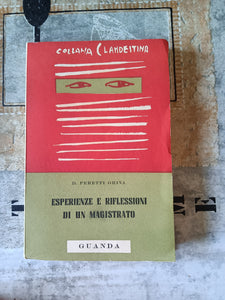 COLLANA CLANDESTINA
D. PERETTI GRIVA
ESPERIENZE E RIFLESSIONI
DI UN MAGISTRATO
GUANDA